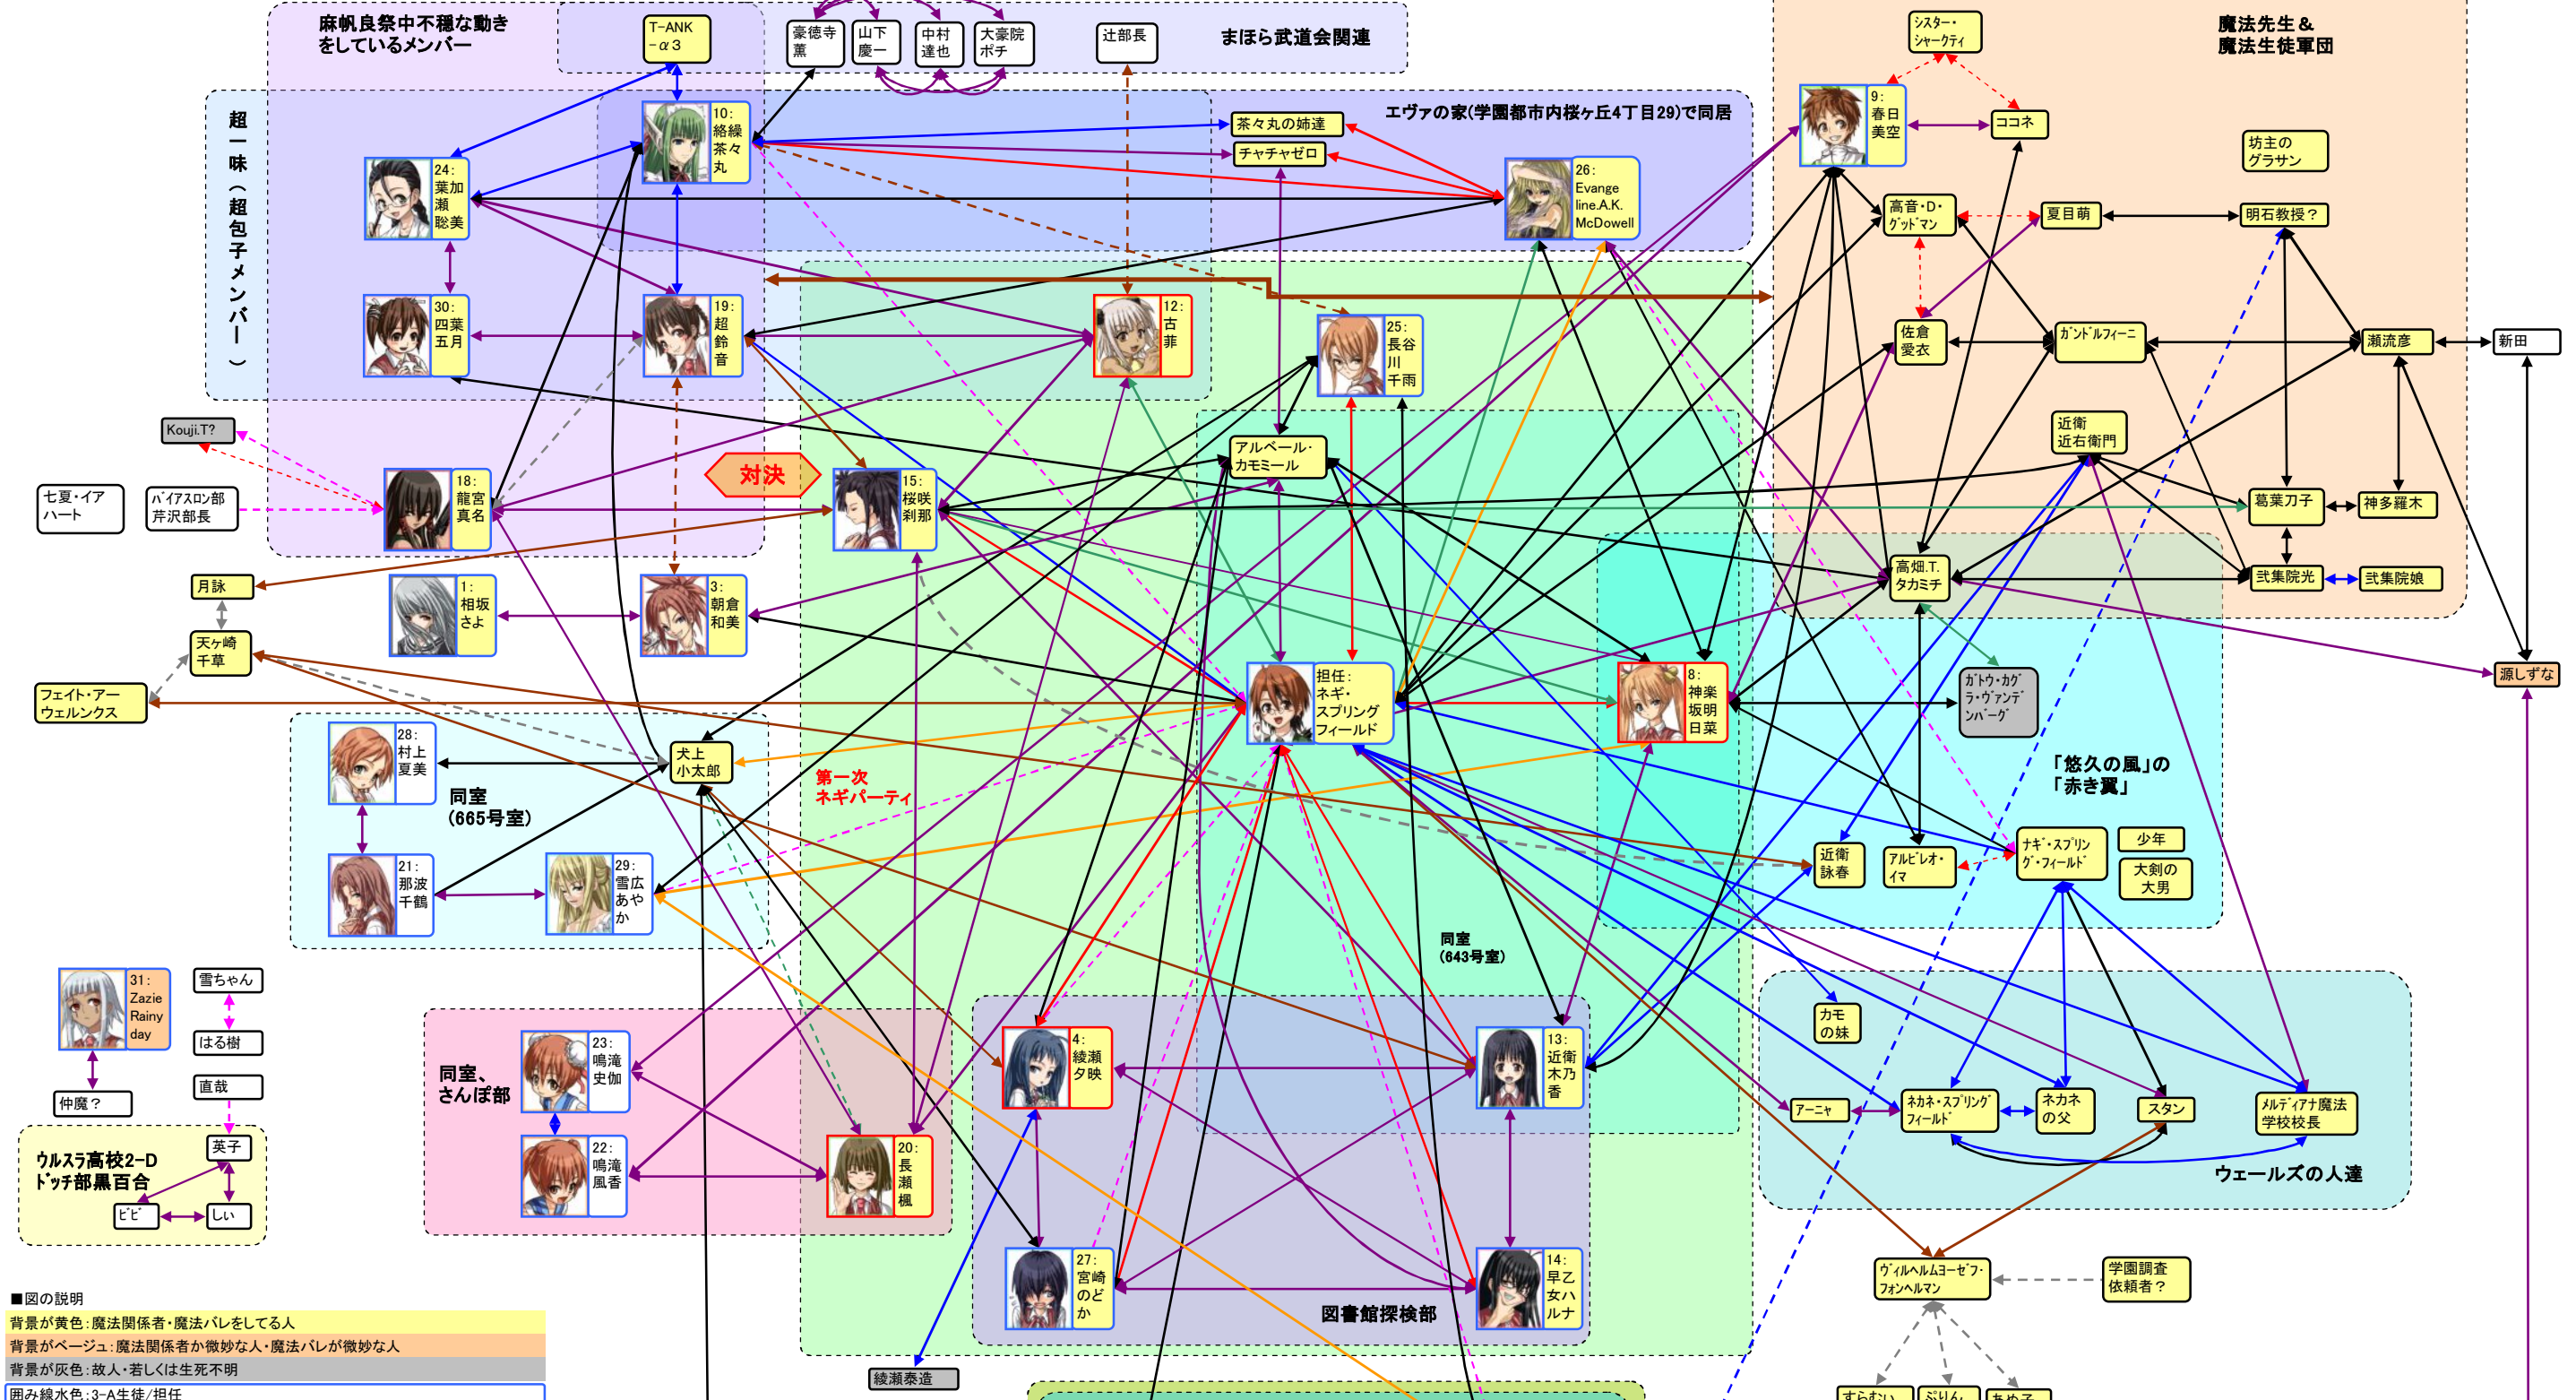 麻帆良祭中不穏な動き
をしているメンバー
T-ANK
-α3
豪徳寺
薫
山下
慶一
中村
達也
大豪院
ポチ
辻部長
まほら武道会関連
シスター・
シャークティ
魔法先生＆
魔法生徒軍団
超一味（超包子メンバー）
10:
絡繰
茶々
丸
茶々丸の姉達
チャチャゼロ
エヴァの家(学園都市内桜ヶ丘4丁目29)で同居
9:
春日
美空
ココネ
坊主の
グラサン
24:
葉加
瀬
聡美
26:
Evange
line.A.K.
McDowell
高音・D・
グッドマン
夏目萌
明石教授？
30:
四葉
五月
19:
超
鈴
音
12:
古
菲
25:
長谷
川
千雨
佐倉
愛衣
ガンドルフィーニ
瀬流彦
新田
Kouji.T?
近衛
近右衛門
アルベール・
カモミール
対決
七夏・イア
ハート
バイアスロン部
芹沢部長
18:
龍宮
真名
15:
桜咲
刹那
葛葉刀子
神多羅木
月詠
1:
相坂
さよ
3:
朝倉
和美
高畑.T.
タカミチ
弐集院光
弐集院娘
天ヶ崎
千草
フェイト・アー
ウェルンクス
担任:
ネギ・
スプリング
フィールド
8:
神楽
坂明
日菜
ガトウ・カグ
ラ・ヴァンデ
ンバーグ
源しずな
28:
村上
夏美
犬上
小太郎
同室
(665号室)
第一次
ネギパーティ
「悠久の風」の
「赤き翼」
21:
那波
千鶴
29:
雪広
あや
か
近衛
詠春
アルビレオ・
イマ
ナギ・スプリン
グ・フィールド
少年
大剣の
大男
同室
(643号室)
31:
Zazie
Rainy
day
雪ちゃん
はる樹
直哉
仲魔？
カモ
の妹
同室、
さんぽ部
23:
鳴滝
史伽
4:
綾瀬
夕映
13:
近衛
木乃
香
アーニャ
ネカネ・スプリング
フィールド
ネカネ
の父
スタン
メルディアナ魔法
学校校長
ウルスラ高校2-D
ドッチ部黒百合
英子
ビビ
しい
22:
鳴滝
風香
20:
長
瀬
楓
ウェールズの人達
27:
宮崎
のど
か
14:
早乙
女ハ
ルナ
図書館探検部
ヴィルヘルムヨーゼフ・
フォンヘルマン
学園調査
依頼者？
■図の説明
背景が黄色：魔法関係者・魔法バレをしてる人
背景がベージュ：魔法関係者か微妙な人・魔法バレが微妙な人
背景が灰色：故人・若しくは生死不明
囲み線水色：3-A生徒/担任
綾瀬泰造
すらむぃ
ぷりん
あめ子